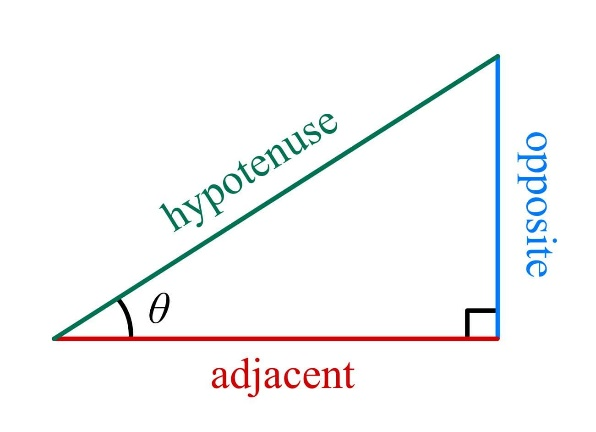 hypotenuse
opposite
θ
adjacent